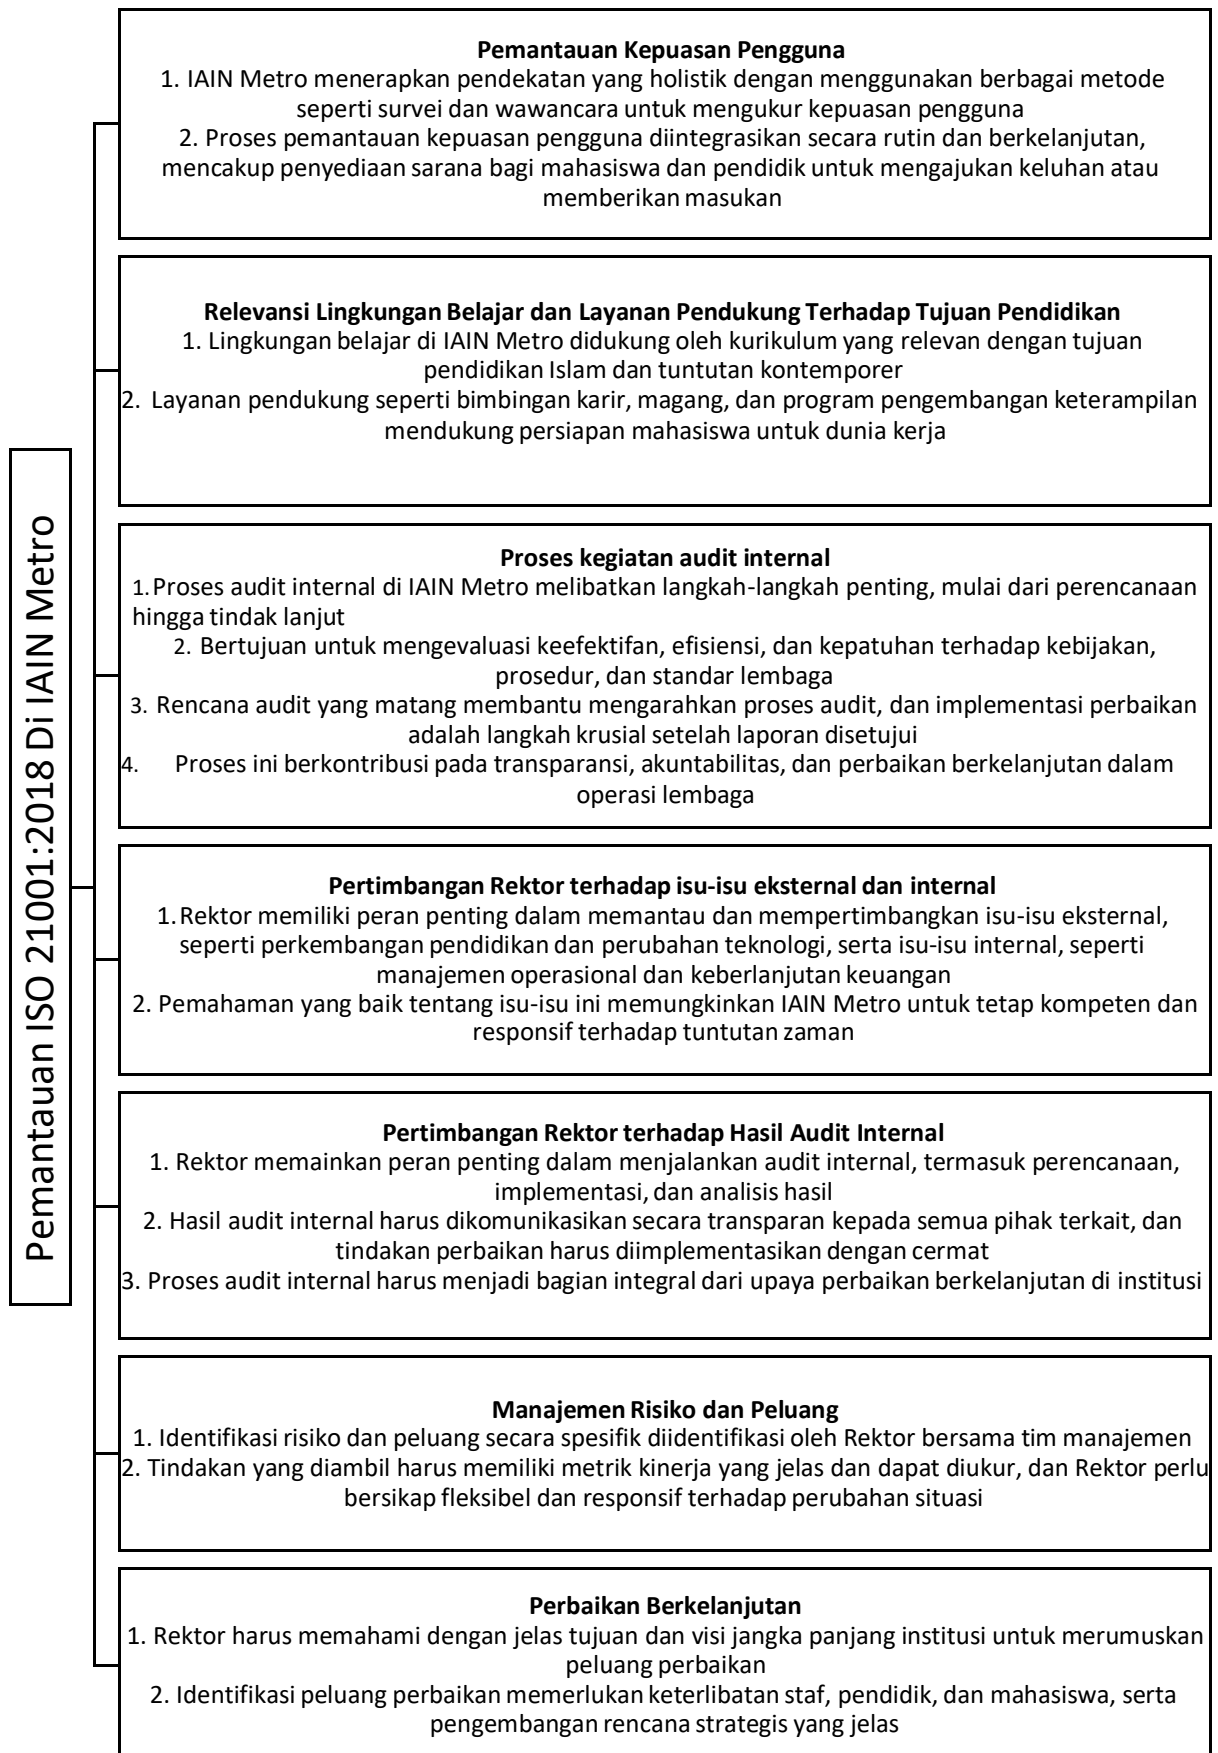 Pemantauan ISO 21001:2018 Di IAIN Metro
Pemantauan Kepuasan Pengguna
1. IAIN Metro menerapkan pendekatan yang holistik dengan menggunakan berbagai metode
seperti survei dan wawancara untuk mengukur kepuasan pengguna
2. Proses pemantauan kepuasan pengguna diintegrasikan secara rutin dan berkelanjutan,
mencakup penyediaan sarana bagi mahasiswa dan pendidik untuk mengajukan keluhan atau
memberikan masukan
Relevansi Lingkungan Belajar dan Layanan Pendukung Terhadap Tujuan Pendidikan
1. Lingkungan belajar di IAIN Metro didukung oleh kurikulum yang relevan dengan tujuan
pendidikan Islam dan tuntutan kontemporer
2. Layanan pendukung seperti bimbingan karir, magang, dan program pengembangan keterampilan
mendukung persiapan mahasiswa untuk dunia kerja
Proses kegiatan audit internal
1. Proses audit internal di IAIN Metro melibatkan langkah-langkah penting, mulai dari perencanaan
hingga tindak lanjut
2. Bertujuan untuk mengevaluasi keefektifan, efisiensi, dan kepatuhan terhadap kebijakan,
prosedur, dan standar lembaga
3. Rencana audit yang matang membantu mengarahkan proses audit, dan implementasi perbaikan
adalah langkah krusial setelah laporan disetujui
4. Proses ini berkontribusi pada transparansi, akuntabilitas, dan perbaikan berkelanjutan dalam
operasi lembaga
Pertimbangan Rektor terhadap isu-isu eksternal dan internal
1. Rektor memiliki peran penting dalam memantau dan mempertimbangkan isu-isu eksternal,
seperti perkembangan pendidikan dan perubahan teknologi, serta isu-isu internal, seperti
manajemen operasional dan keberlanjutan keuangan
2. Pemahaman yang baik tentang isu-isu ini memungkinkan IAIN Metro untuk tetap kompeten dan
responsif terhadap tuntutan zaman
Pertimbangan Rektor terhadap Hasil Audit Internal
1. Rektor memainkan peran penting dalam menjalankan audit internal, termasuk perencanaan,
implementasi, dan analisis hasil
2. Hasil audit internal harus dikomunikasikan secara transparan kepada semua pihak terkait, dan
tindakan perbaikan harus diimplementasikan dengan cermat
3. Proses audit internal harus menjadi bagian integral dari upaya perbaikan berkelanjutan di institusi
Manajemen Risiko dan Peluang
1. Identifikasi risiko dan peluang secara spesifik diidentifikasi oleh Rektor bersama tim manajemen
2. Tindakan yang diambil harus memiliki metrik kinerja yang jelas dan dapat diukur, dan Rektor perlu
bersikap fleksibel dan responsif terhadap perubahan situasi
Perbaikan Berkelanjutan
1. Rektor harus memahami dengan jelas tujuan dan visi jangka panjang institusi untuk merumuskan
peluang perbaikan
2. Identifikasi peluang perbaikan memerlukan keterlibatan staf, pendidik, dan mahasiswa, serta
pengembangan rencana strategis yang jelas